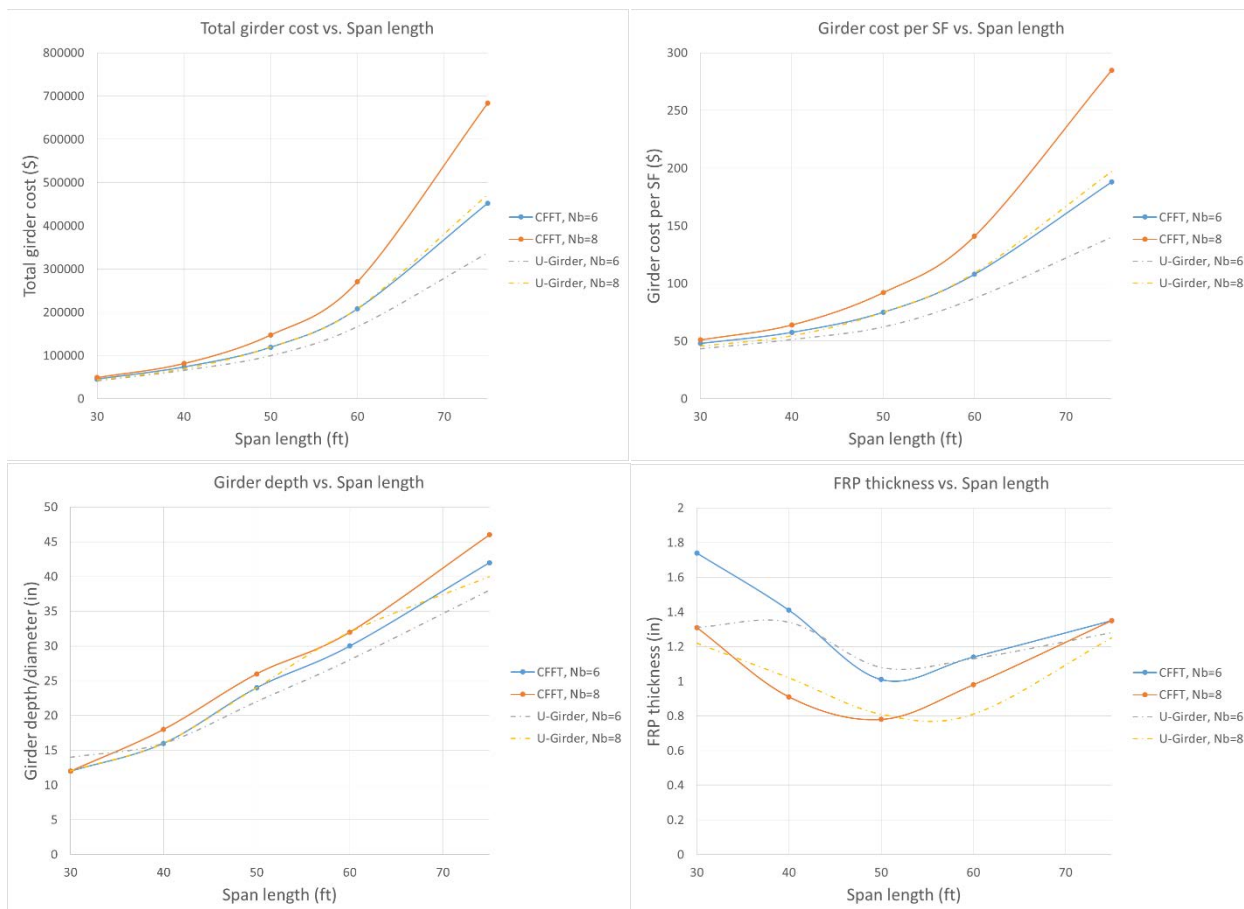 Total girder cost vs. Span length
Total girder cost ($)
800000
700000
600000
500000
400000
300000
200000
100000
0
30 40 50 60 70
Span length (ft)
CFFT, Nb=6
CFFT, Nb=8
U-Girder, Nb=6
U-Girder, Nb=8
Girder cost per SF vs. Span length
Girder cost per SF ($)
300
250
200
150
100
50
0
30 40 50 60 70
Span length (ft)
CFFT, Nb=6
CFFT, Nb=8
U-Girder, Nb=6
U-Girder, Nb=8
Girder depth vs. Span length
Girder depth/diameter (in)
50
45
40
35
30
25
20
15
10
5
0
30 40 50 60 70
Span length (ft)
CFFT, Nb=6
CFFT, Nb=8
U-Girder, Nb=6
U-Girder, Nb=8
FRP thickness vs. Span length
FRP thickness (in)
2
1.8
1.6
1.4
1.2
1
0.8
0.6
0.4
0.2
0
30 40 50 60 70
Span length (ft)
CFFT, Nb=6
CFFT, Nb=8
U-Girder, Nb=6
U-Girder, Nb=8